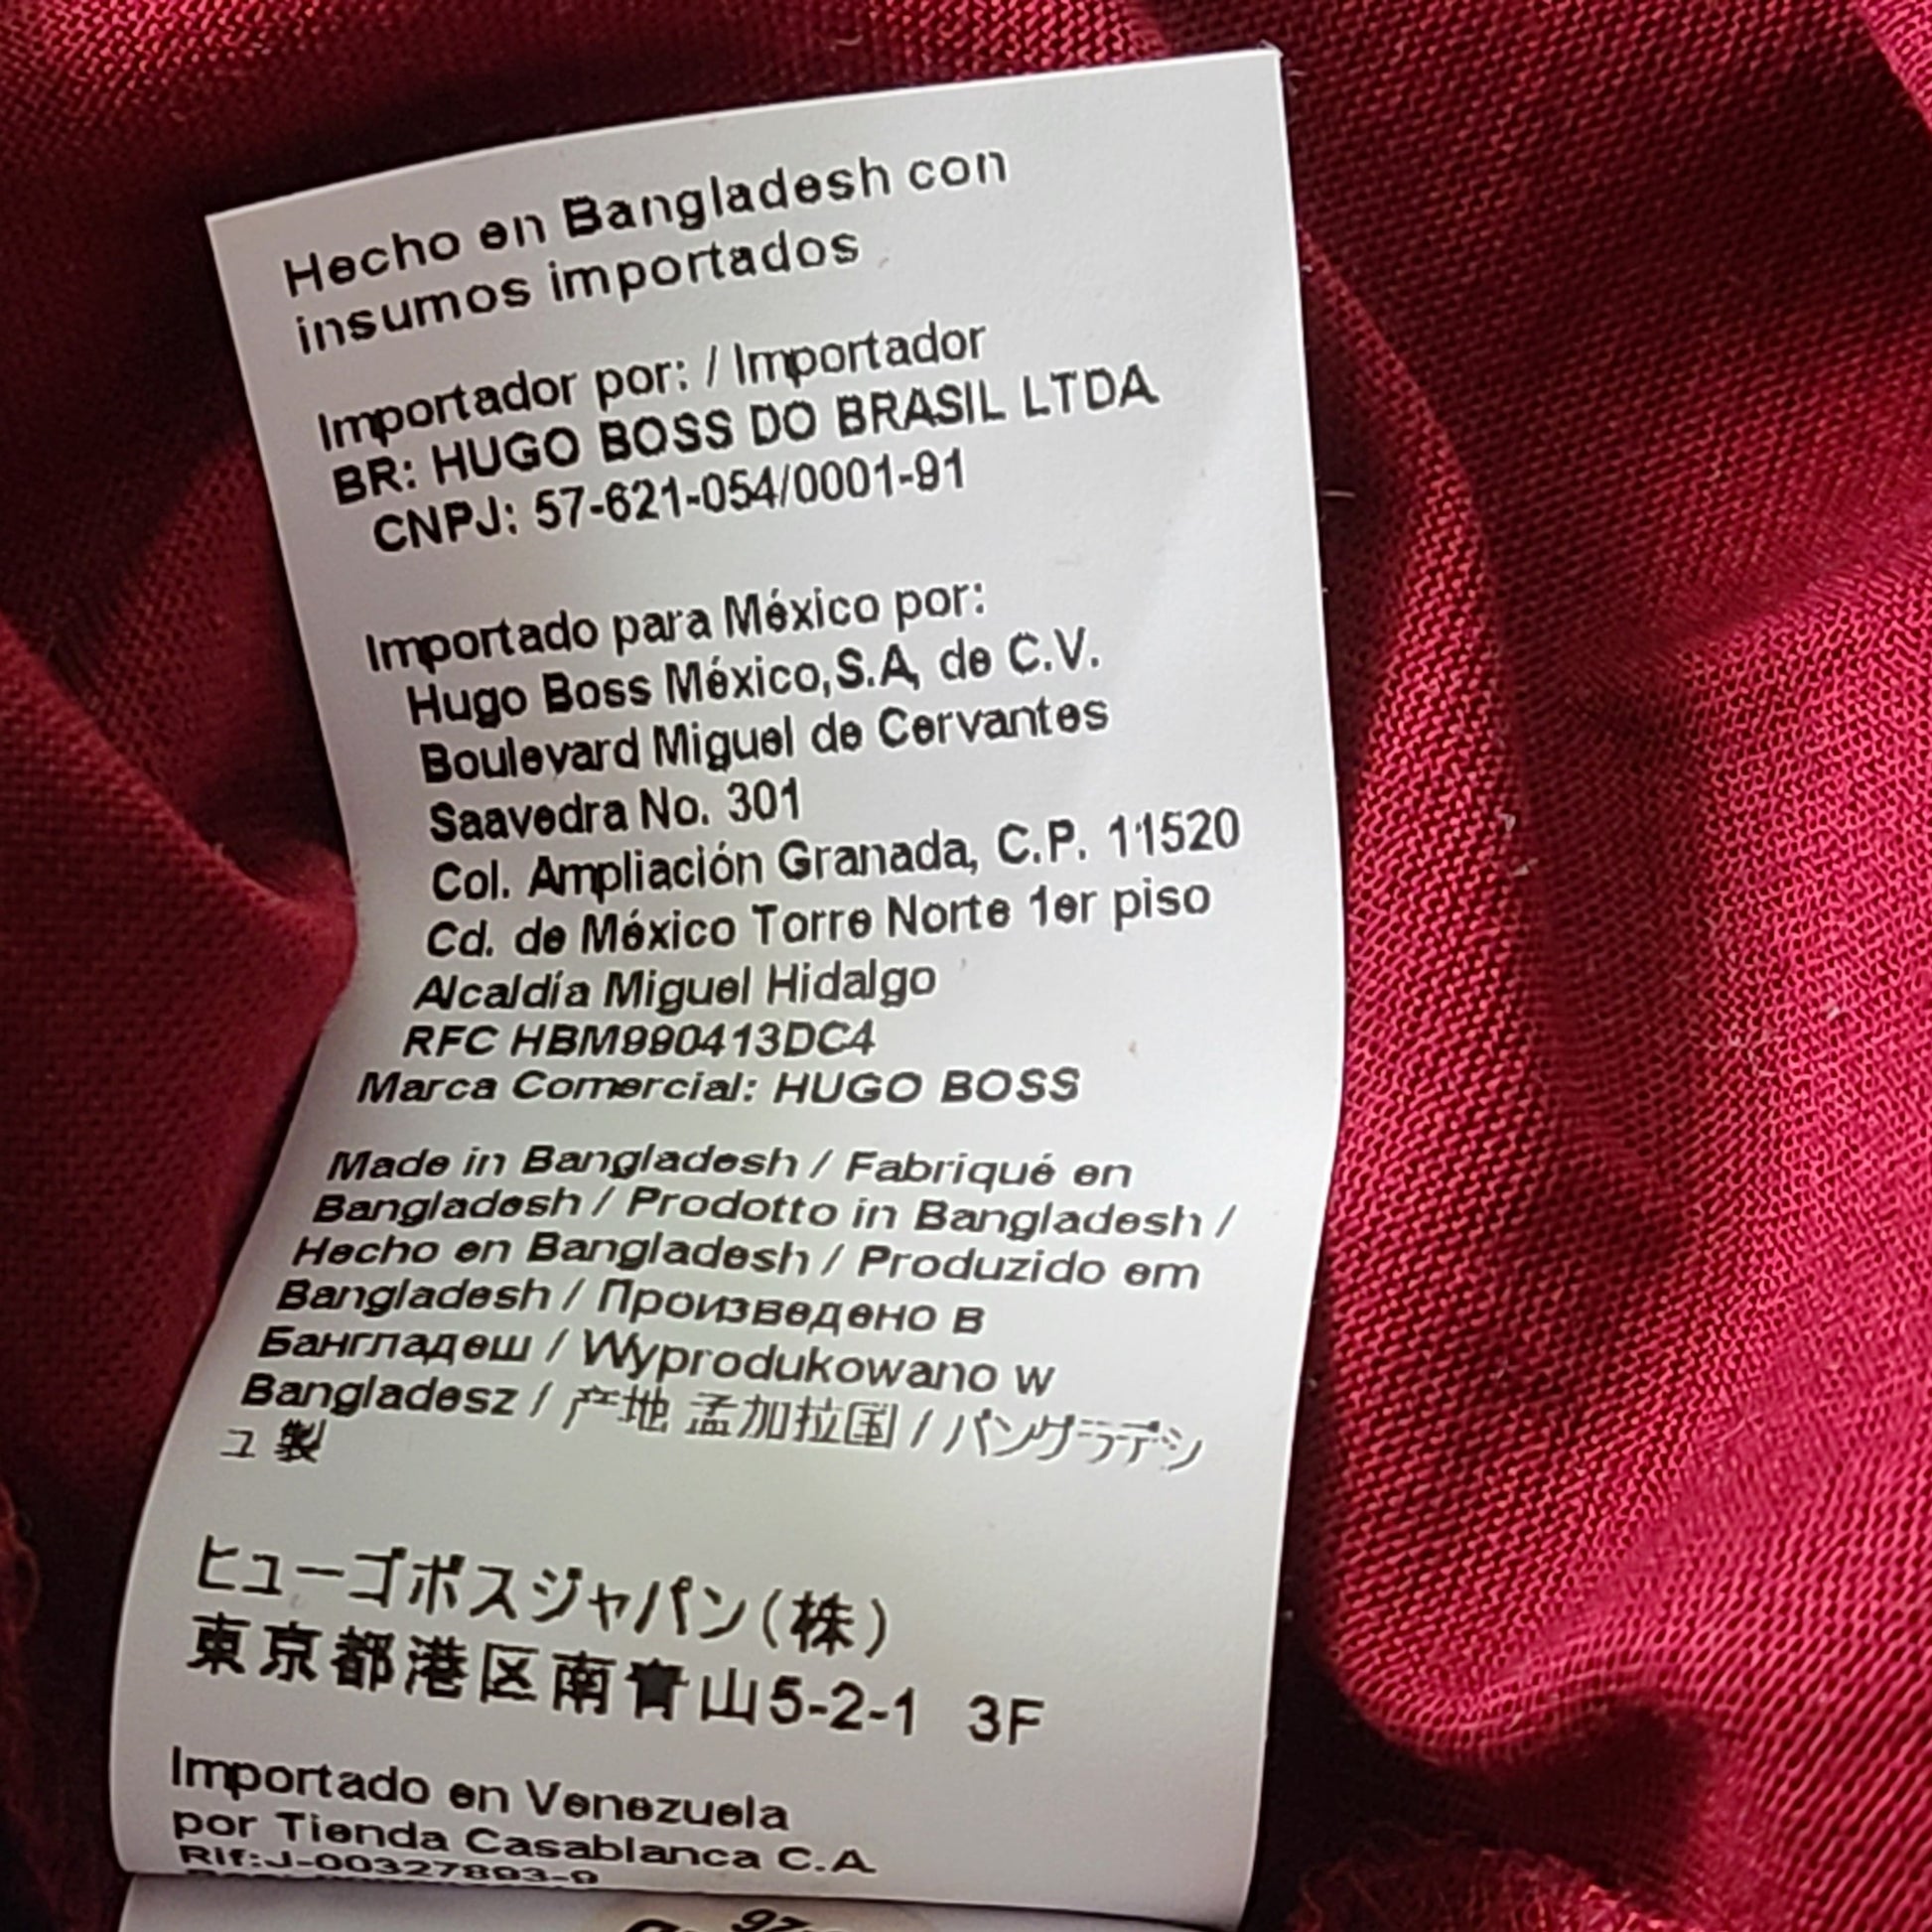 Hecho en Bangladesh con
insumos importados
Importador por: / Importador
BR: HUGO BOSS DO BRASIL LTDA
CNPJ: 57-621-054/0001-91
Importado para México por:
Hugo Boss México,S.A, de C.V.
Boulevard Miguel de Cervantes
Saavedra No. 301
Col. Ampliación Granada, C.P. 11520
Cd. de México Torre Norte 1er piso
Alcaldía Miguel Hidalgo
RFC HBM990413DC4
Marca Comercial: HUGO BOSS
Made in Bangladesh / Fabriqué en
Bangladesh / Prodotto in Bangladesh /
Hecho en Bangladesh / Produzido em
Bangladesh / Произведено в
Бангладеш / Wyprodukowano w
Bangladesz / 产地 孟加拉国 / バングラデシ
ュ 製
ヒューゴボスジャパン(株)
東京都港区南青山5-2-1 3F
Importado en Venezuela
por Tienda Casablanca C.A
Rif:J-00327893-9